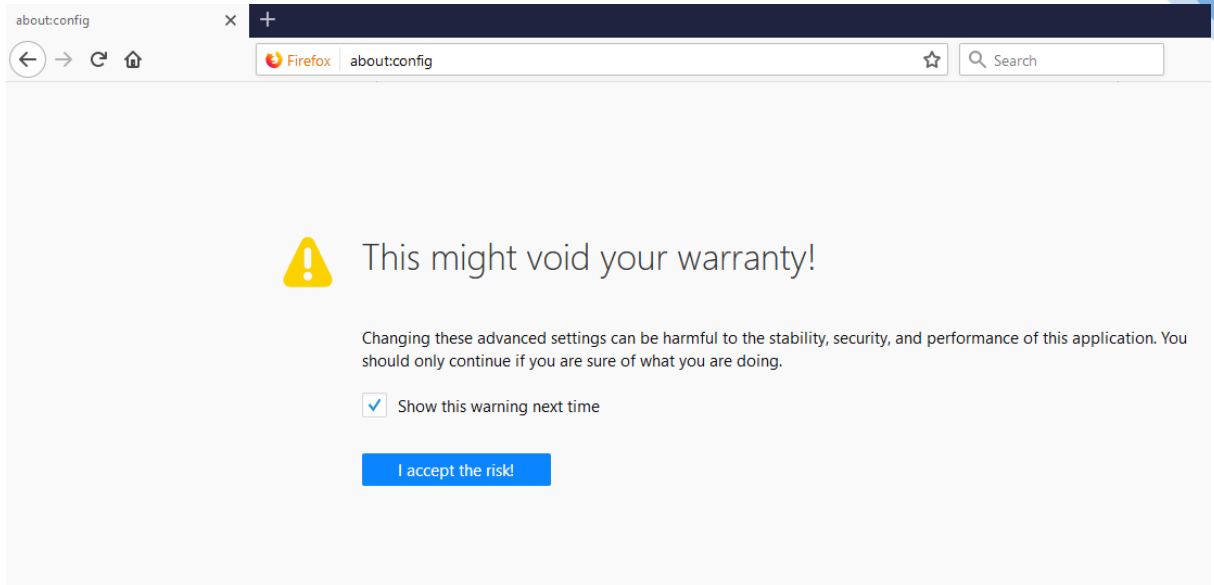 about:config
Firefox about:config Search
This might void your warranty!
Changing these advanced settings can be harmful to the stability, security, and performance of this application. You
should only continue if you are sure of what you are doing.
Show this warning next time
I accept the risk!